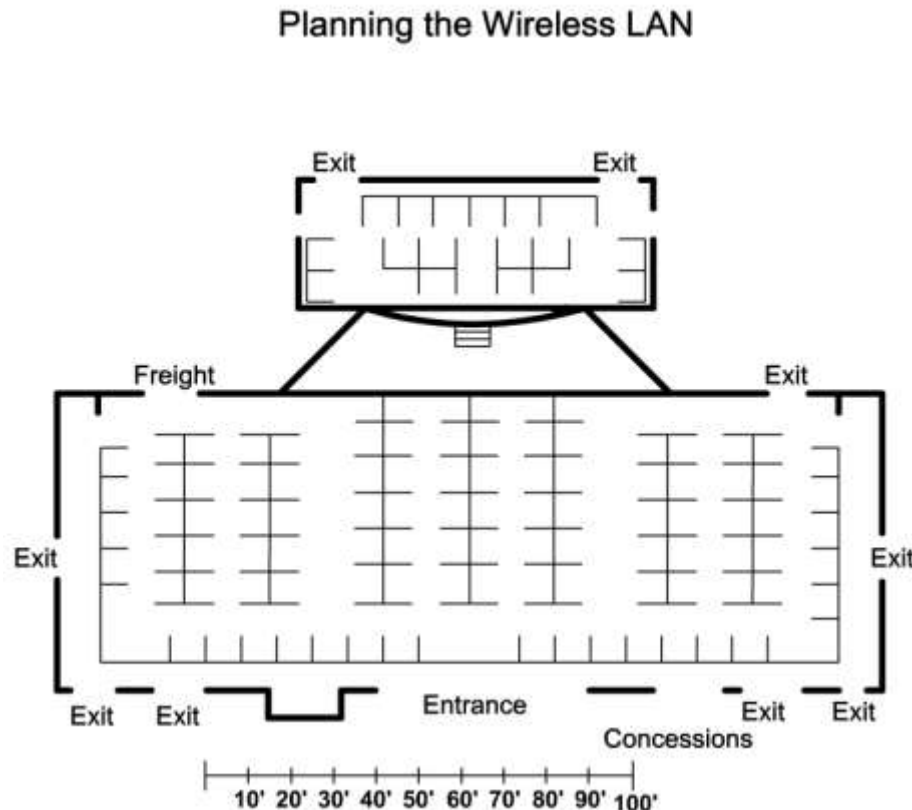 Planning the Wireless LAN
Exit Exit
Freight Exit
Exit Exit
Exit Exit Entrance Exit Exit
Concessions
10' 20' 30' 40' 50' 60' 70' 80' 90' 100'